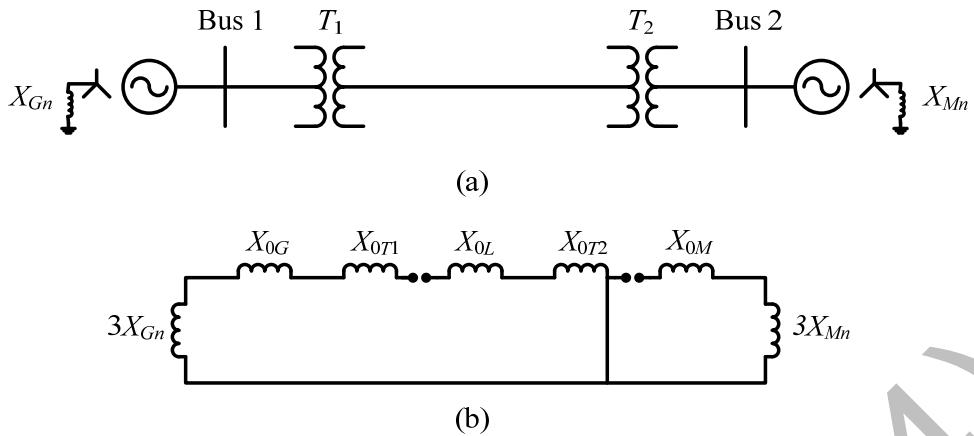 Bus 1 T1 T2 Bus 2
XGn XMn
(a)
X0G X0T1 X0L X0T2 X0M
3XGn 3XMn
(b)